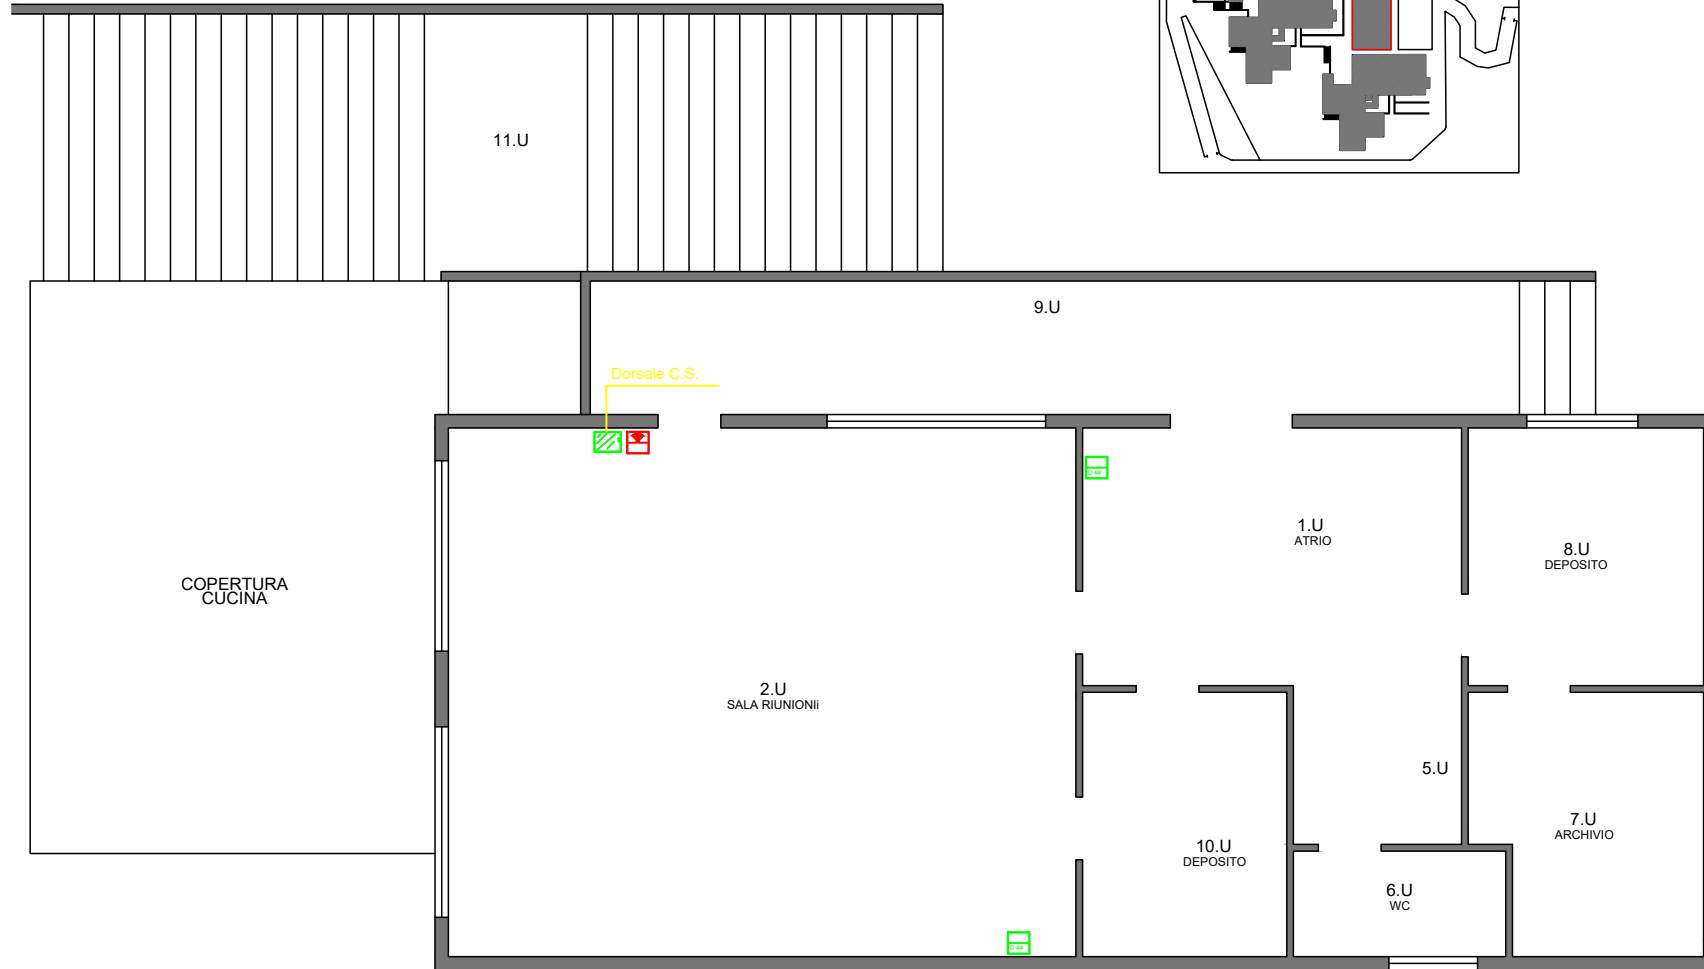 11.U
9.U
Dorsale C.S.
1.U
ATRIO
8.U
DEPOSITO
COPERTURA
CUCINA
2.U
SALA RIUNIONIi
5.U
7.U
ARCHIVIO
10.U
DEPOSITO
6.U
WC